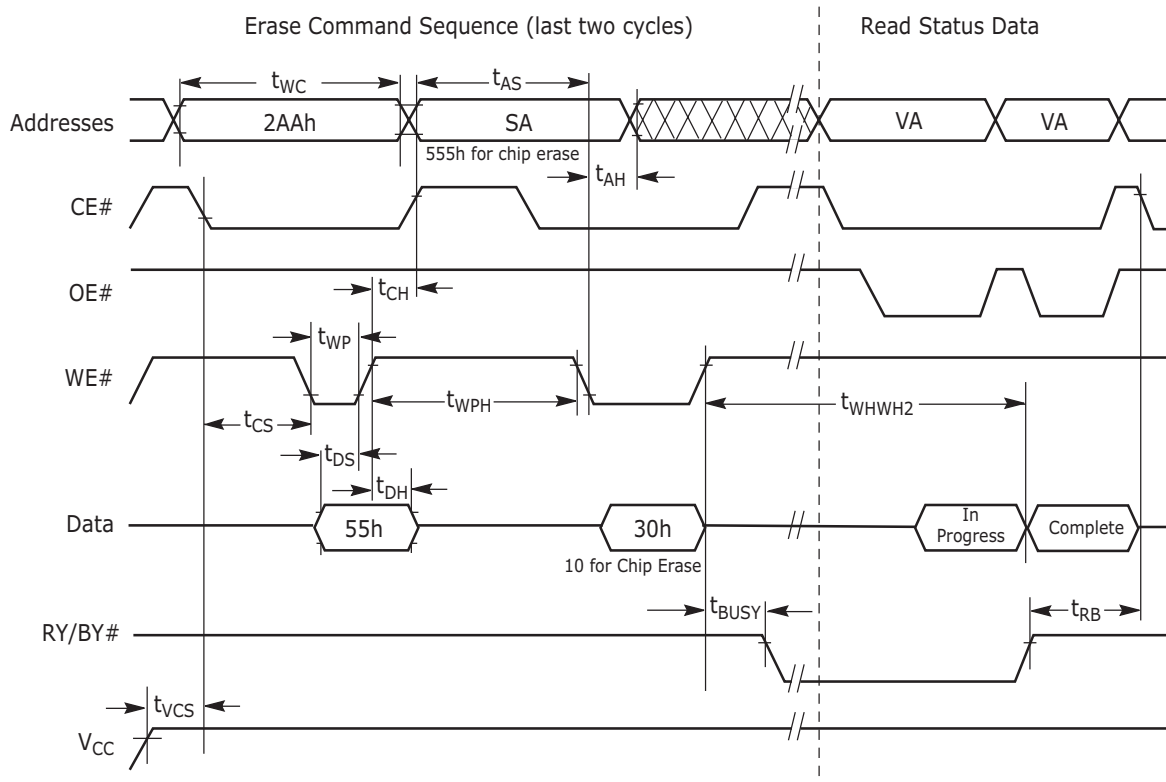 Erase Command Sequence (last two cycles)
Read Status Data
tWC
tAS
Addresses
2AAh
SA
VA
VA
555h for chip erase
tAH
CE#
OE#
tCH
tWP
WE#
tWPH
tWHWH2
tCS
tDS
tDH
Data
55h
30h
In
Progress
Complete
10 for Chip Erase
tBUSY
tRB
RY/BY#
tVCS
VCC